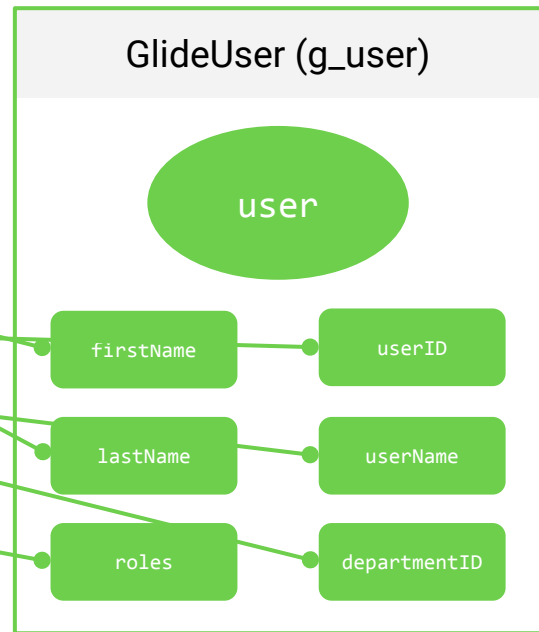 GlideUser (g_user)
user
firstName
userID
lastName
userName
roles
departmentID